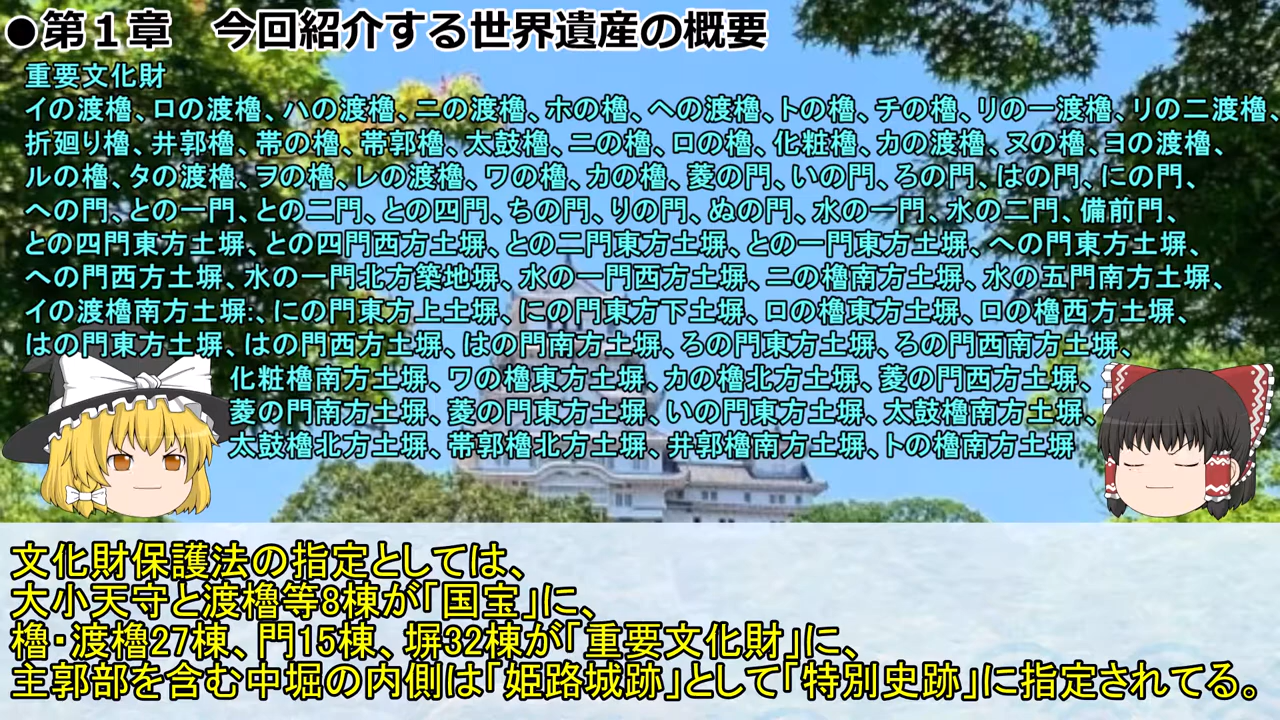 ●第１章　今回紹介する世界遺産の概要
重要文化財
イの渡櫓、ロの渡櫓、ハの渡櫓、ニの渡櫓、ホの櫓、ヘの渡櫓、トの櫓、チの櫓、リの一渡櫓、リの二渡櫓、
折廻り櫓、井郭櫓、帯の櫓、帯郭櫓、太鼓櫓、ニの櫓、ロの櫓、化粧櫓、カの渡櫓、ヌの櫓、ヨの渡櫓、
ルの櫓、タの渡櫓、ヲの櫓、レの渡櫓、ワの櫓、カの櫓、菱の門、いの門、ろの門、はの門、にの門、
への門、との一門、との二門、との四門、ちの門、りの門、ぬの門、水の一門、水の二門、備前門、
との四門東方土塀、との四門西方土塀、との二門東方土塀、との一門東方土塀、への門東方土塀、
への門西方土塀、水の一門北方築地塀、水の一門西方土塀、ニの櫓南方土塀、水の五門南方土塀、
イの渡櫓南方土塀:、にの門東方上土塀、にの門東方下土塀、ロの櫓東方土塀、ロの櫓西方土塀、
はの門東方土塀、はの門西方土塀、はの門南方土塀、ろの門東方土塀、ろの門西南方土塀、
化粧櫓南方土塀、ワの櫓東方土塀、カの櫓北方土塀、菱の門西方土塀、
菱の門南方土塀、菱の門東方土塀、いの門東方土塀、太鼓櫓南方土塀、
太鼓櫓北方土塀、帯郭櫓北方土塀、井郭櫓南方土塀、トの櫓南方土塀
文化財保護法の指定としては、
大小天守と渡櫓等8棟が「国宝」に、
櫓・渡櫓27棟、門15棟、塀32棟が「重要文化財」に、
主郭部を含む中堀の内側は「姫路城跡」として「特別史跡」に指定されてる。